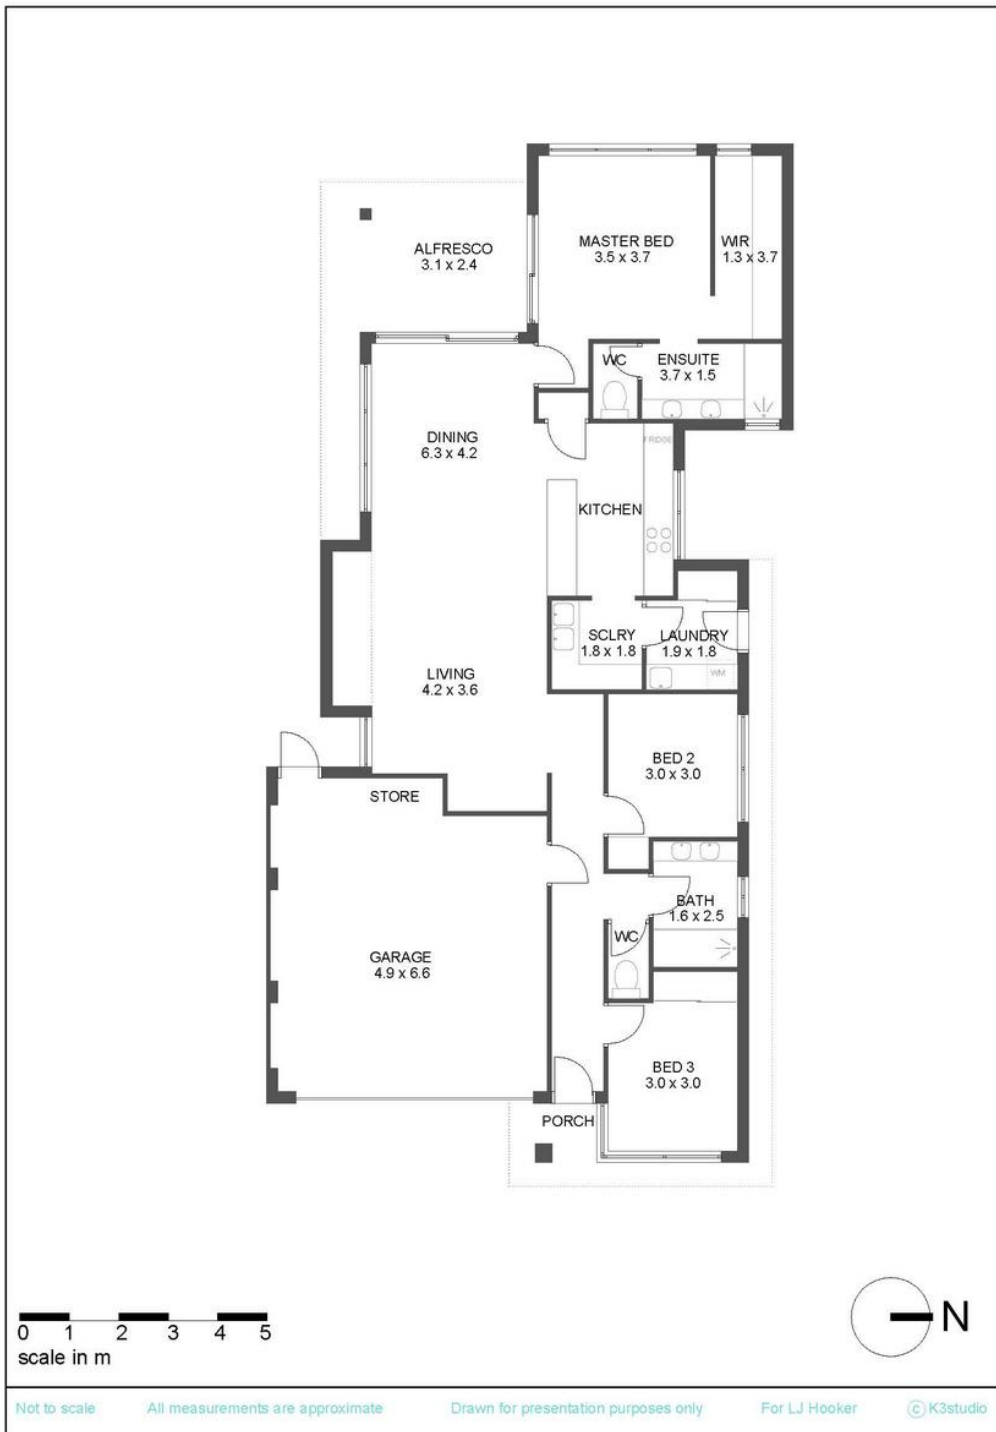 MASTER BED
3.5 x 3.7
WIR
1.3 x 3.7
ALFRESCO
3.1 x 2.4
WC
ENSUITE
3.7 x 1.5
DINING
6.3 x 4.2
FRIDGE
KITCHEN
SCLRY
1.8 x 1.8
LAUNDRY
1.9 x 1.8
WM
LIVING
4.2 x 3.6
BED 2
3.0 x 3.0
STORE
BATH
1.6 x 2.5
WC
GARAGE
4.9 x 6.6
BED 3
3.0 x 3.0
PORCH
0 1 2 3 4 5
scale in m
N
Not to scale
All measurements are approximate
Drawn for presentation purposes only
For LJ Hooker
© K3studio